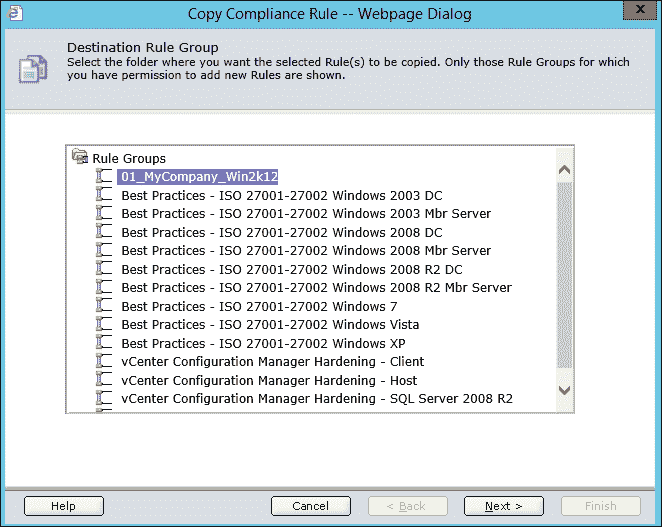 Copy Compliance Rule -- Webpage Dialog
X
Destination Rule Group
Select the folder where you want the selected Rule(s) to be copied. Only those Rule Groups for which
you have permission to add new Rules are shown.
Rule Groups
01_MyCompany_Win2k12
Best Practices - ISO 27001-27002 Windows 2003 DC
Best Practices - ISO 27001-27002 Windows 2003 Mbr Server
Best Practices - ISO 27001-27002 Windows 2008 DC
Best Practices - ISO 27001-27002 Windows 2008 Mbr Server
Best Practices - ISO 27001-27002 Windows 2008 R2 DC
Best Practices - ISO 27001-27002 Windows 2008 R2 Mbr Server
Best Practices - ISO 27001-27002 Windows 7
Best Practices - ISO 27001-27002 Windows Vista
Best Practices - ISO 27001-27002 Windows XP
vCenter Configuration Manager Hardening - Client
vCenter Configuration Manager Hardening - Host
vCenter Configuration Manager Hardening - SQL Server 2008 R2
Help Cancel < Back Next > Finish